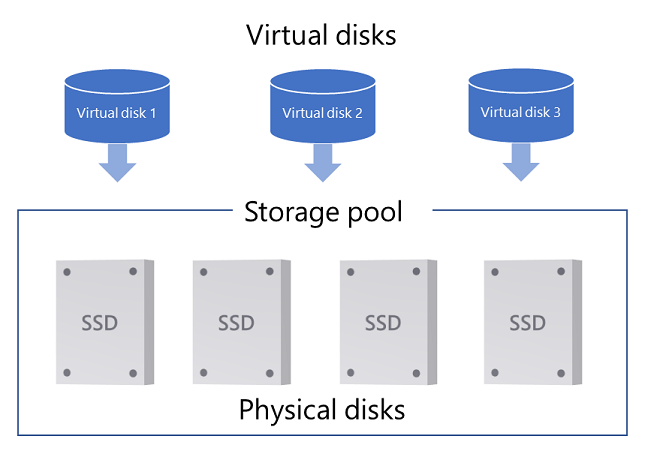 Virtual disks
Virtual disk 1
Virtual disk 2
Virtual disk 3
Storage pool
SSD
SSD
SSD
SSD
Physical disks